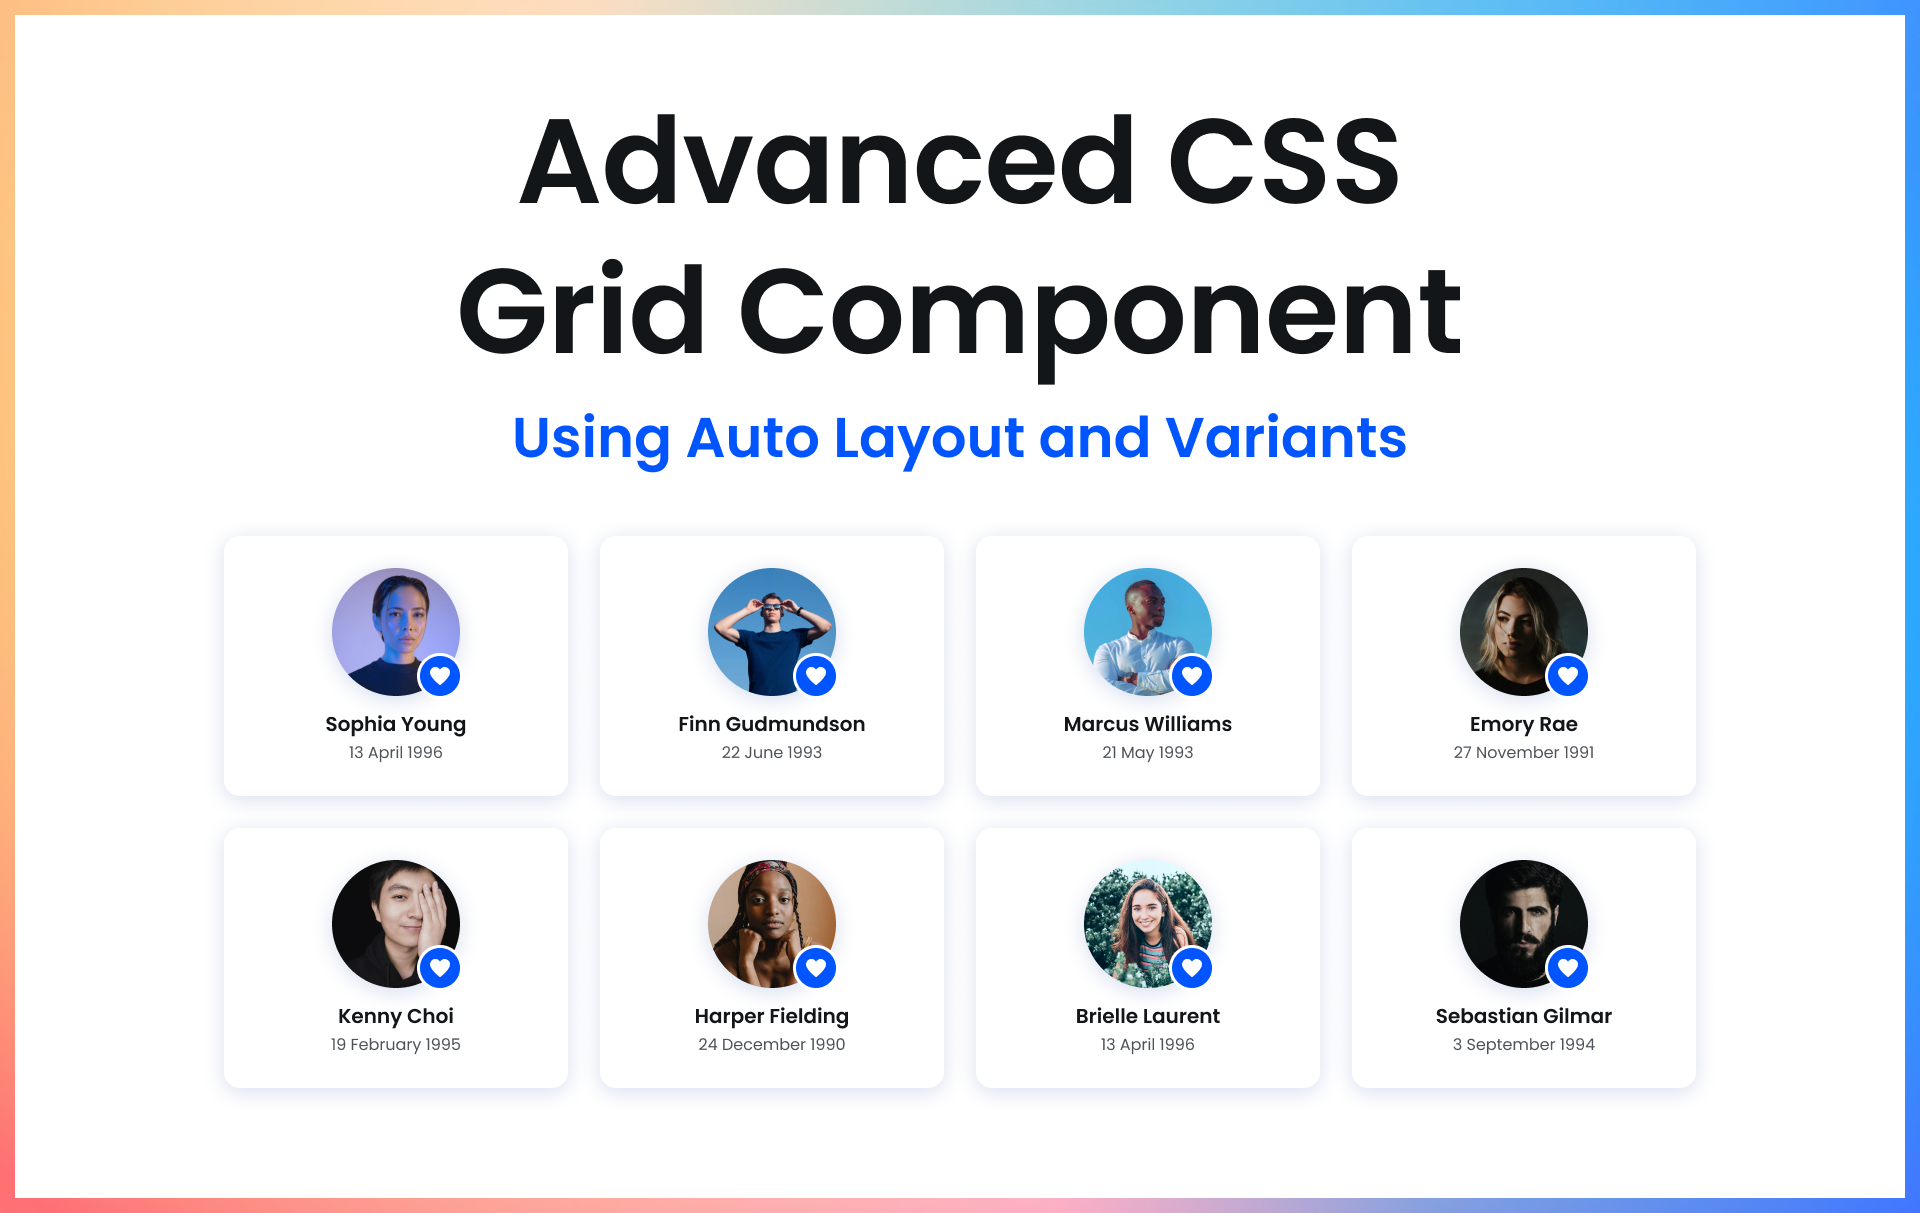 Advanced CSS
Grid Component
Using Auto Layout and Variants
Sophia Young
13 April 1996
Finn Gudmundson
22 June 1993
Marcus Williams
21 May 1993
Emory Rae
27 November 1991
Kenny Choi
19 February 1995
Harper Fielding
24 December 1990
Brielle Laurent
13 April 1996
Sebastian Gilmar
3 September 1994